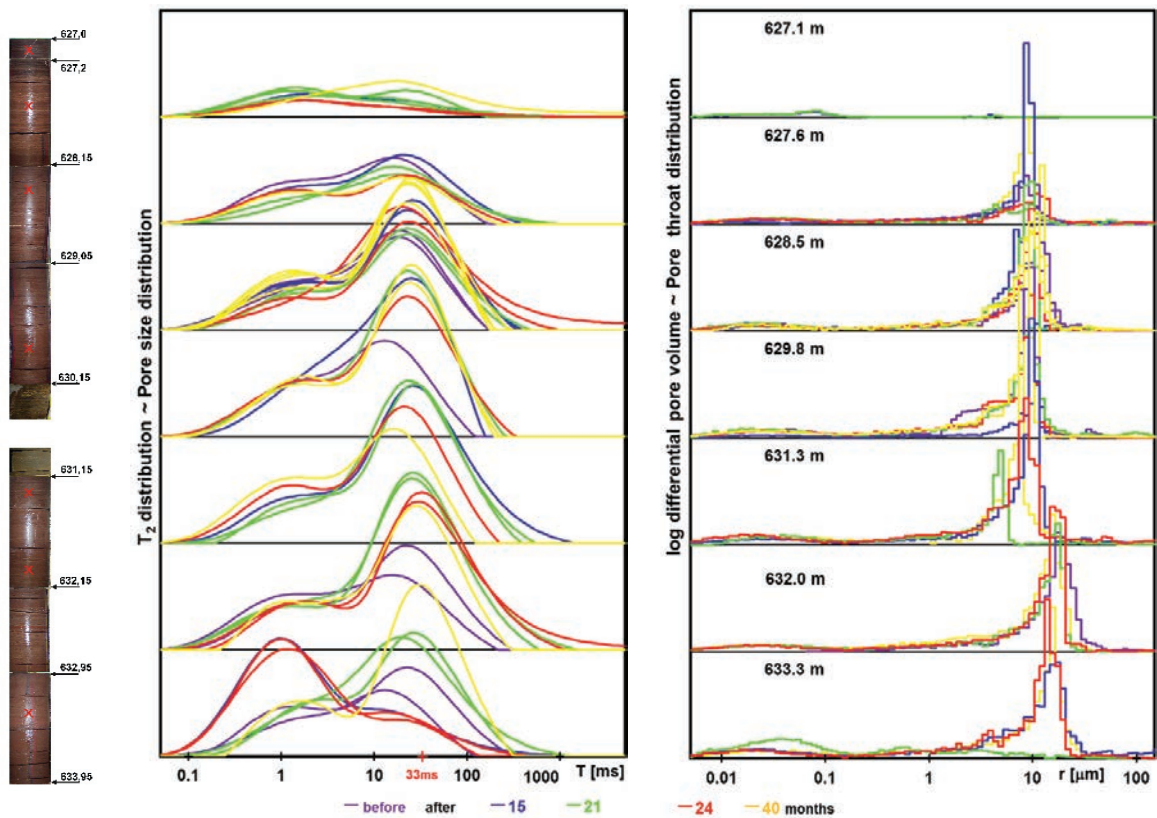 627,0
627,2
628,15
629,05
630,15
631,15
632,15
632,95
633,95
T2 distribution ~ Pore size distribution
0.1 1 10 100 1000 T [ms]
33ms
log differential pore volume ~ Pore throat distribution
627.1 m
627.6 m
628.5 m
629.8 m
631.3 m
632.0 m
633.3 m
0.01 0.1 1 10 r [µm] 100
before after 15 21 24 40 months